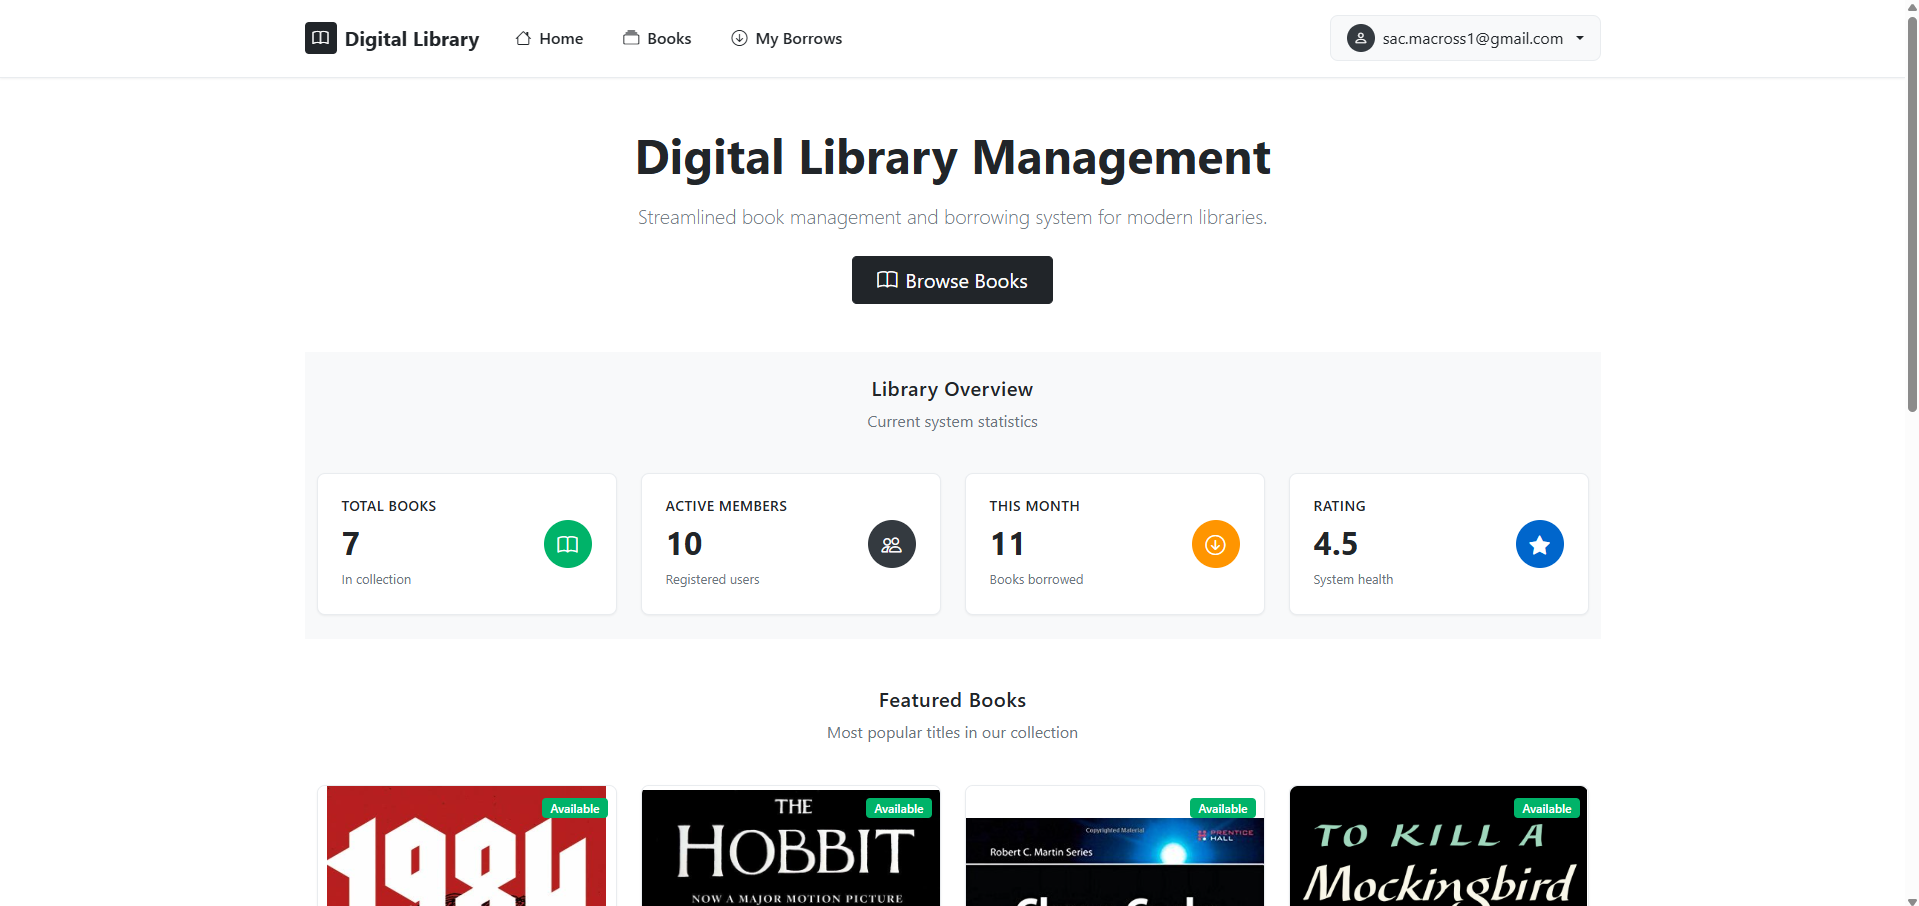 Digital Library
Home
Books
My Borrows
sac.macross1@gmail.com
Digital Library Management
Streamlined book management and borrowing system for modern libraries.
Browse Books
Library Overview
Current system statistics
TOTAL BOOKS
7
In collection
ACTIVE MEMBERS
10
Registered users
THIS MONTH
11
Books borrowed
RATING
4.5
System health
Featured Books
Most popular titles in our collection
Available
1984
Available
THE
HOBBIT
NOW A MAJOR MOTION PICTURE
Available
Copyrighted Material
PRENTICE
HALL
Robert C. Martin Series
Available
TO KILL A
Mockingbird